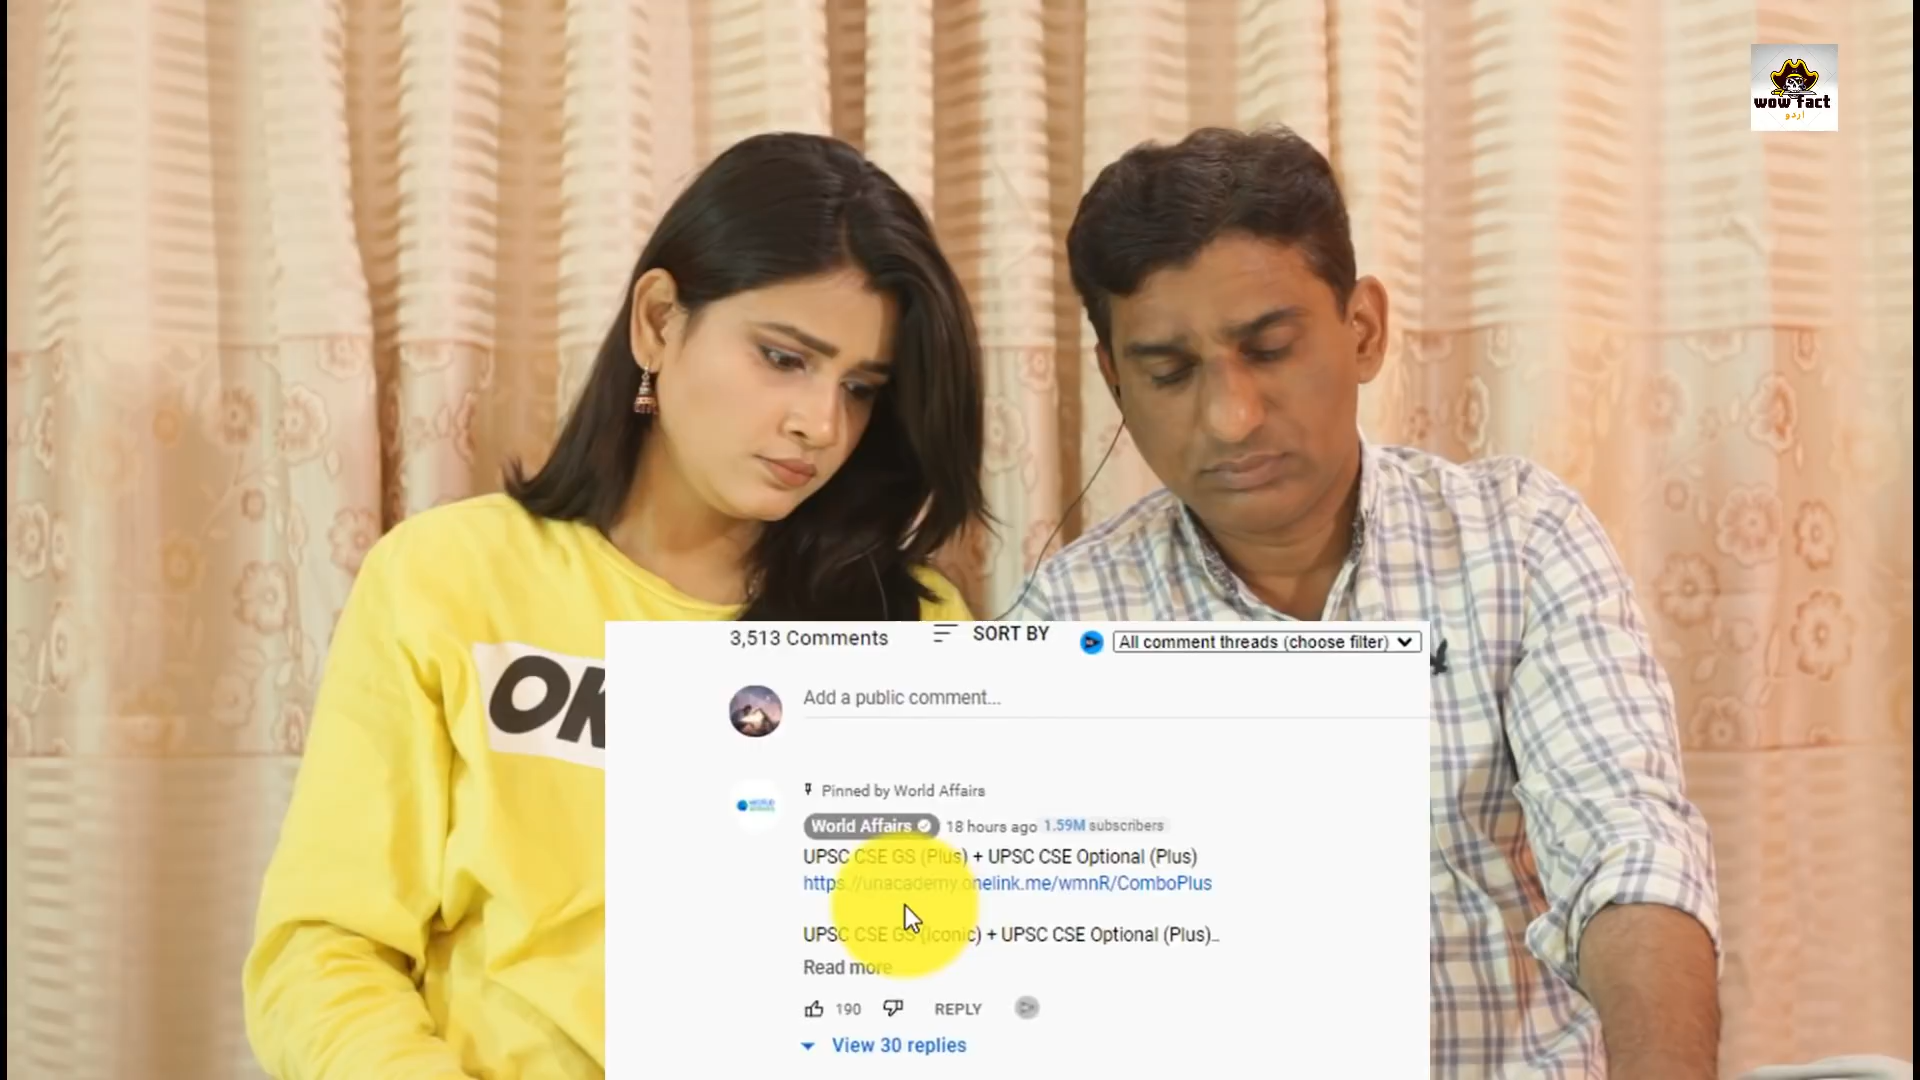 wow fact
اردو
OK
3,513 Comments
SORT BY
All comment threads (choose filter)
Add a public comment...
Pinned by World Affairs
World Affairs 18 hours ago 1.59M subscribers
UPSC CSE GS (Plus) + UPSC CSE Optional (Plus)
https://unacademy.onelink.me/wmnR/ComboPlus
UPSC CSE GS (Iconic) + UPSC CSE Optional (Plus)...
Read more
190
REPLY
View 30 replies